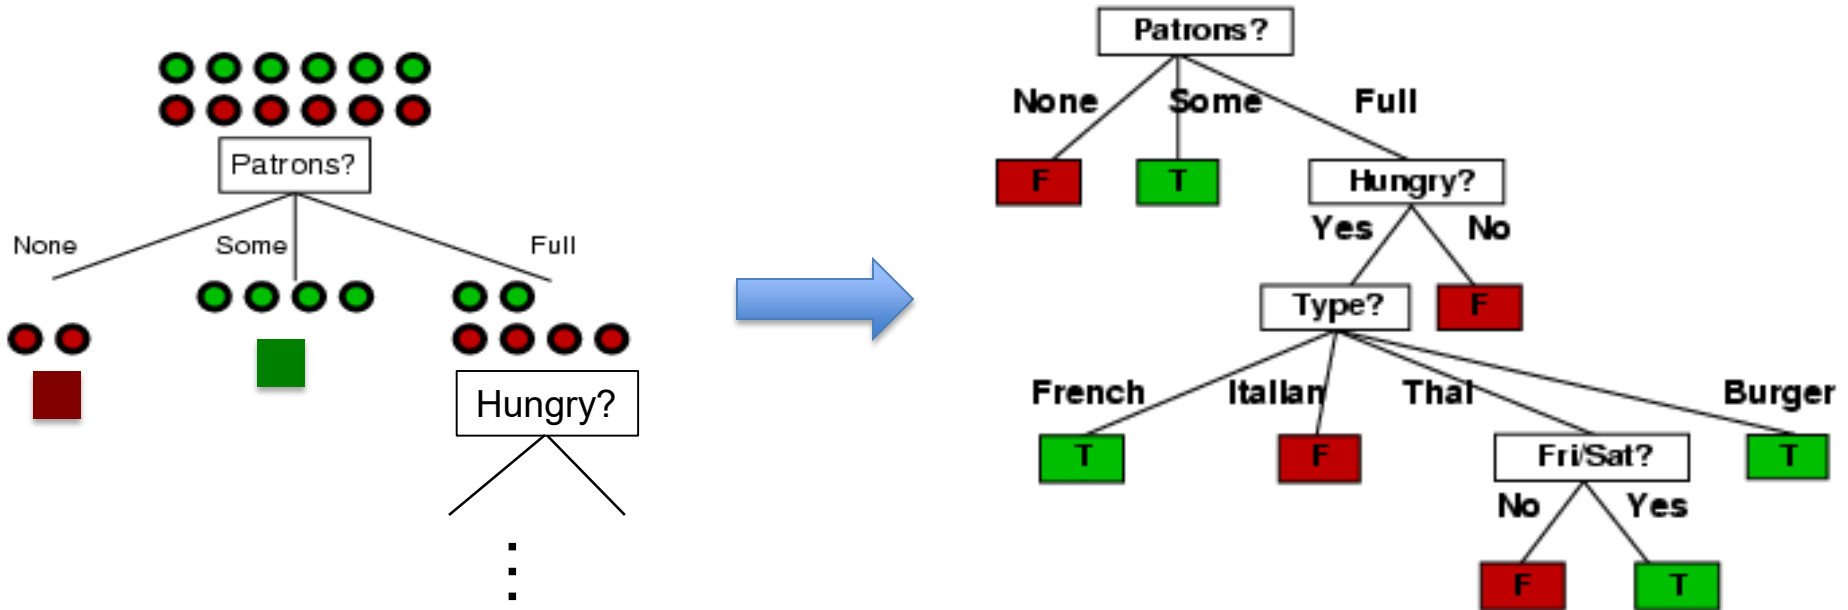 Patrons?
None
Some
Full
Hungry?
Patrons?
None
Some
Full
F
T
Hungry?
Yes
No
Type?
F
French
Italian
Thai
Burger
T
F
Fri/Sat?
T
No
Yes
F
T